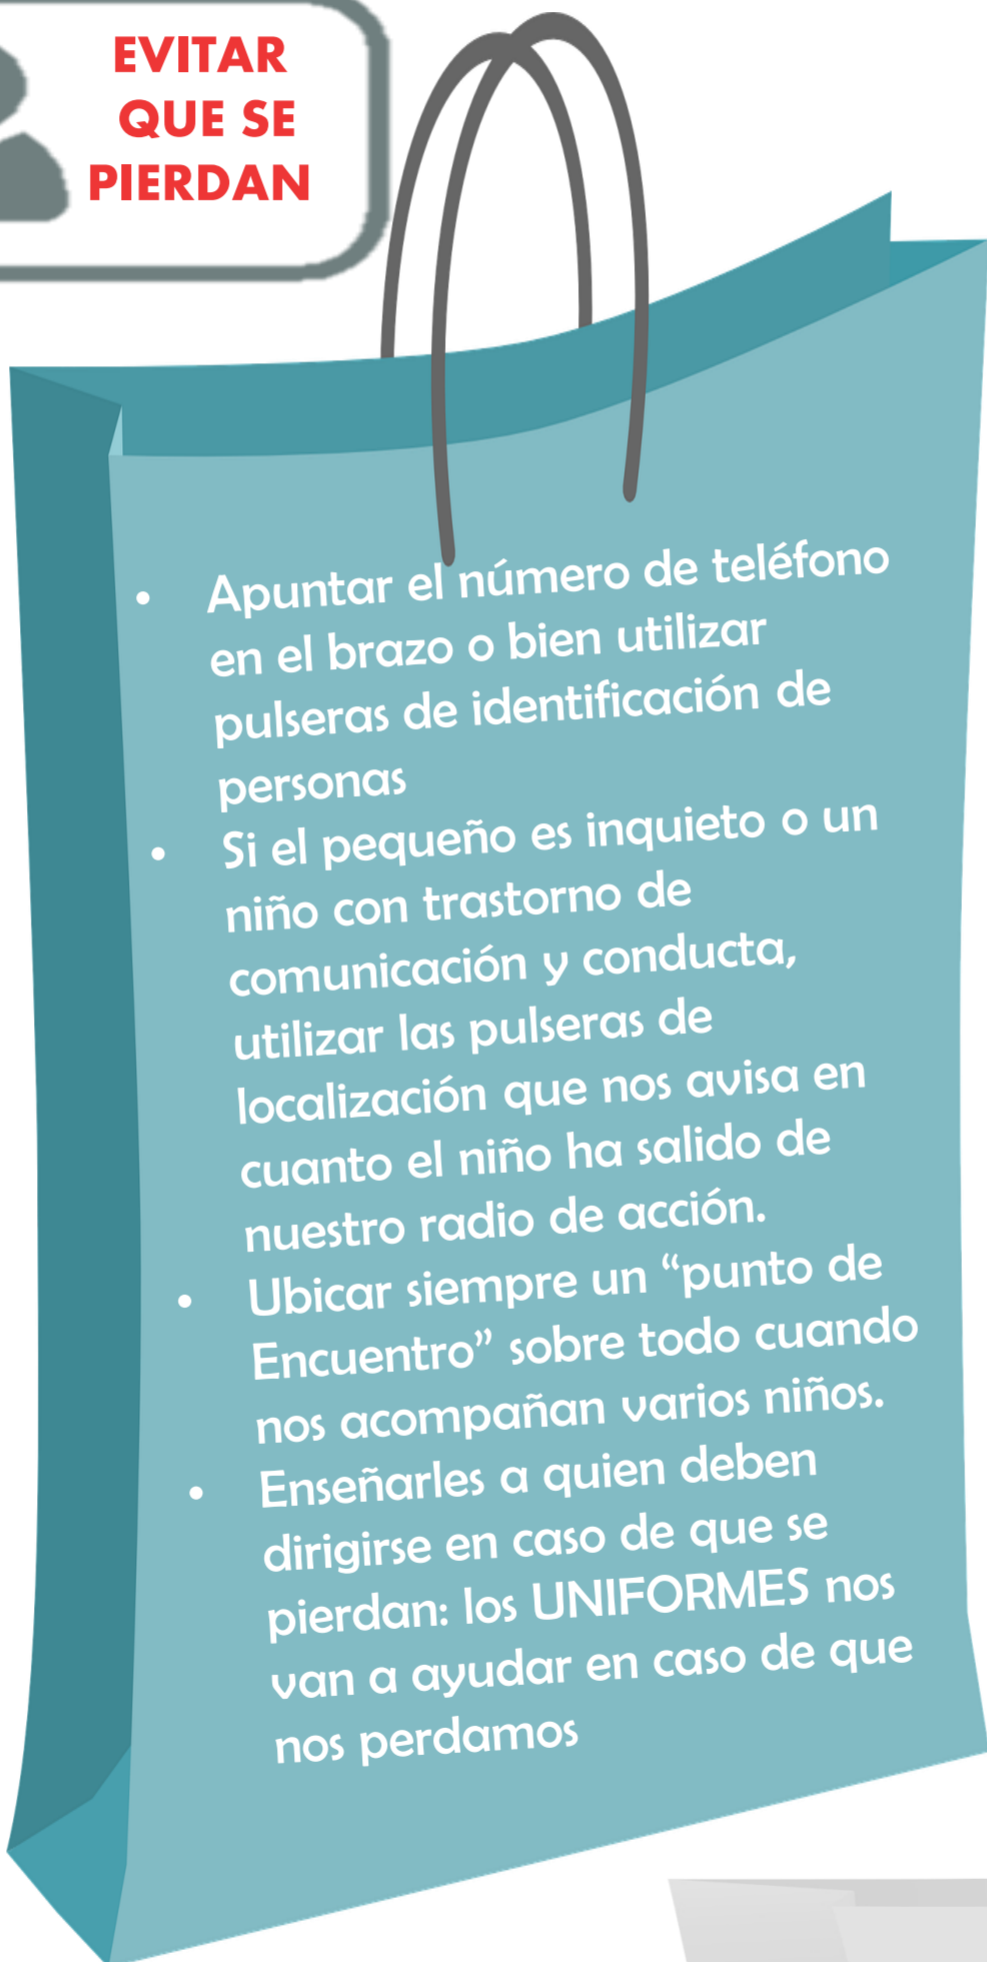 EVITAR
QUE SE
PIERDAN
• Apuntar el número de teléfono
en el brazo o bien utilizar
pulseras de identificación de
personas
• Si el pequeño es inquieto o un
niño con trastorno de
comunicación y conducta,
utilizar las pulseras de
localización que nos avisa en
cuanto el niño ha salido de
nuestro radio de acción.
• Ubicar siempre un “punto de
Encuentro” sobre todo cuando
nos acompañan varios niños.
• Enseñarles a quien deben
dirigirse en caso de que se
pierdan: los UNIFORMES nos
van a ayudar en caso de que
nos perdamos